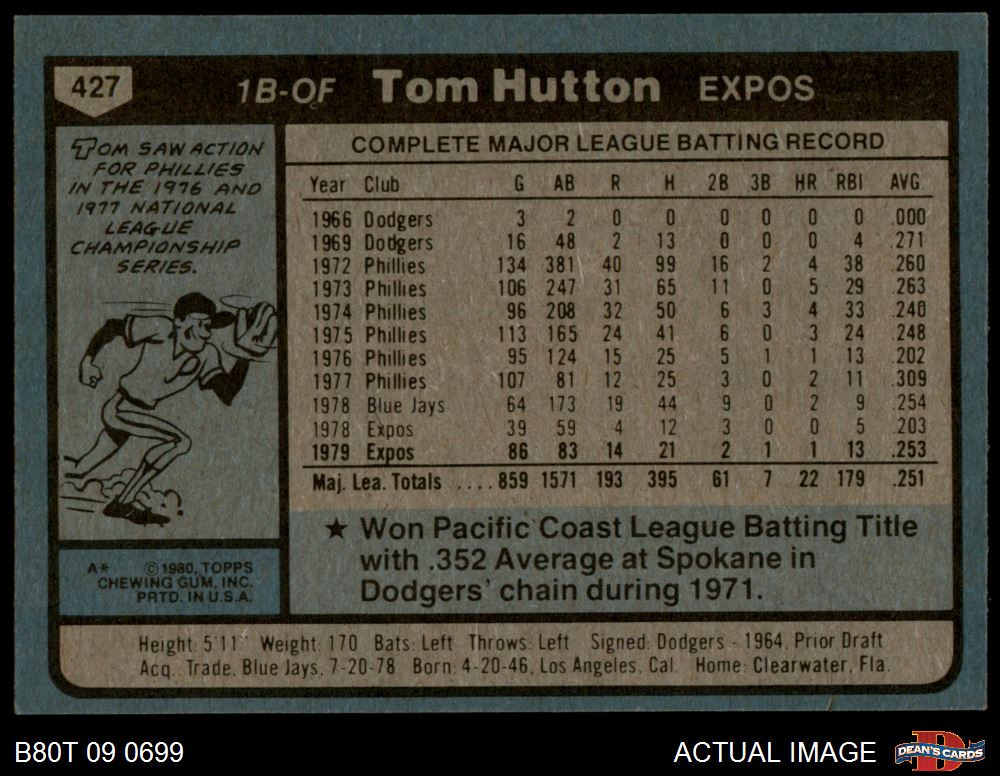 427 1B-OF Tom Hutton EXPOS
TOM SAW ACTION
FOR PHILLIES
IN THE 1976 AND
1977 NATIONAL
LEAGUE
CHAMPIONSHIP
SERIES.
A* ©1980, TOPPS
CHEWING GUM, INC.
PRTD. IN U.S.A.
COMPLETE MAJOR LEAGUE BATTING RECORD
Year Club G AB R H 2B 3B HR RBI AVG.
1966 Dodgers 3 2 0 0 0 0 0 0 .000
1969 Dodgers 16 48 2 13 0 0 0 4 .271
1972 Phillies 134 381 40 99 16 2 4 38 .260
1973 Phillies 106 247 31 65 11 0 5 29 .263
1974 Phillies 96 208 32 50 6 3 4 33 .240
1975 Phillies 113 165 24 41 6 0 3 24 .248
1976 Phillies 95 124 15 25 5 1 1 13 .202
1977 Phillies 107 81 12 25 3 0 2 11 .309
1978 Blue Jays 64 173 19 44 9 0 2 9 .254
1978 Expos 39 59 4 12 3 0 0 5 .203
1979 Expos 86 83 14 21 2 1 1 13 .253
Maj. Lea. Totals ....859 1571 193 395 61 7 22 179 .251
★ Won Pacific Coast League Batting Title
with .352 Average at Spokane in
Dodgers' chain during 1971.
Height: 5'11" Weight: 170 Bats: Left Throws: Left Signed: Dodgers - 1964, Prior Draft
Acq.: Trade, Blue Jays, 7-20-78 Born: 4-20-46, Los Angeles, Cal. Home: Clearwater, Fla.
B80T 09 0699 ACTUAL IMAGE D DEAN'S CARDS